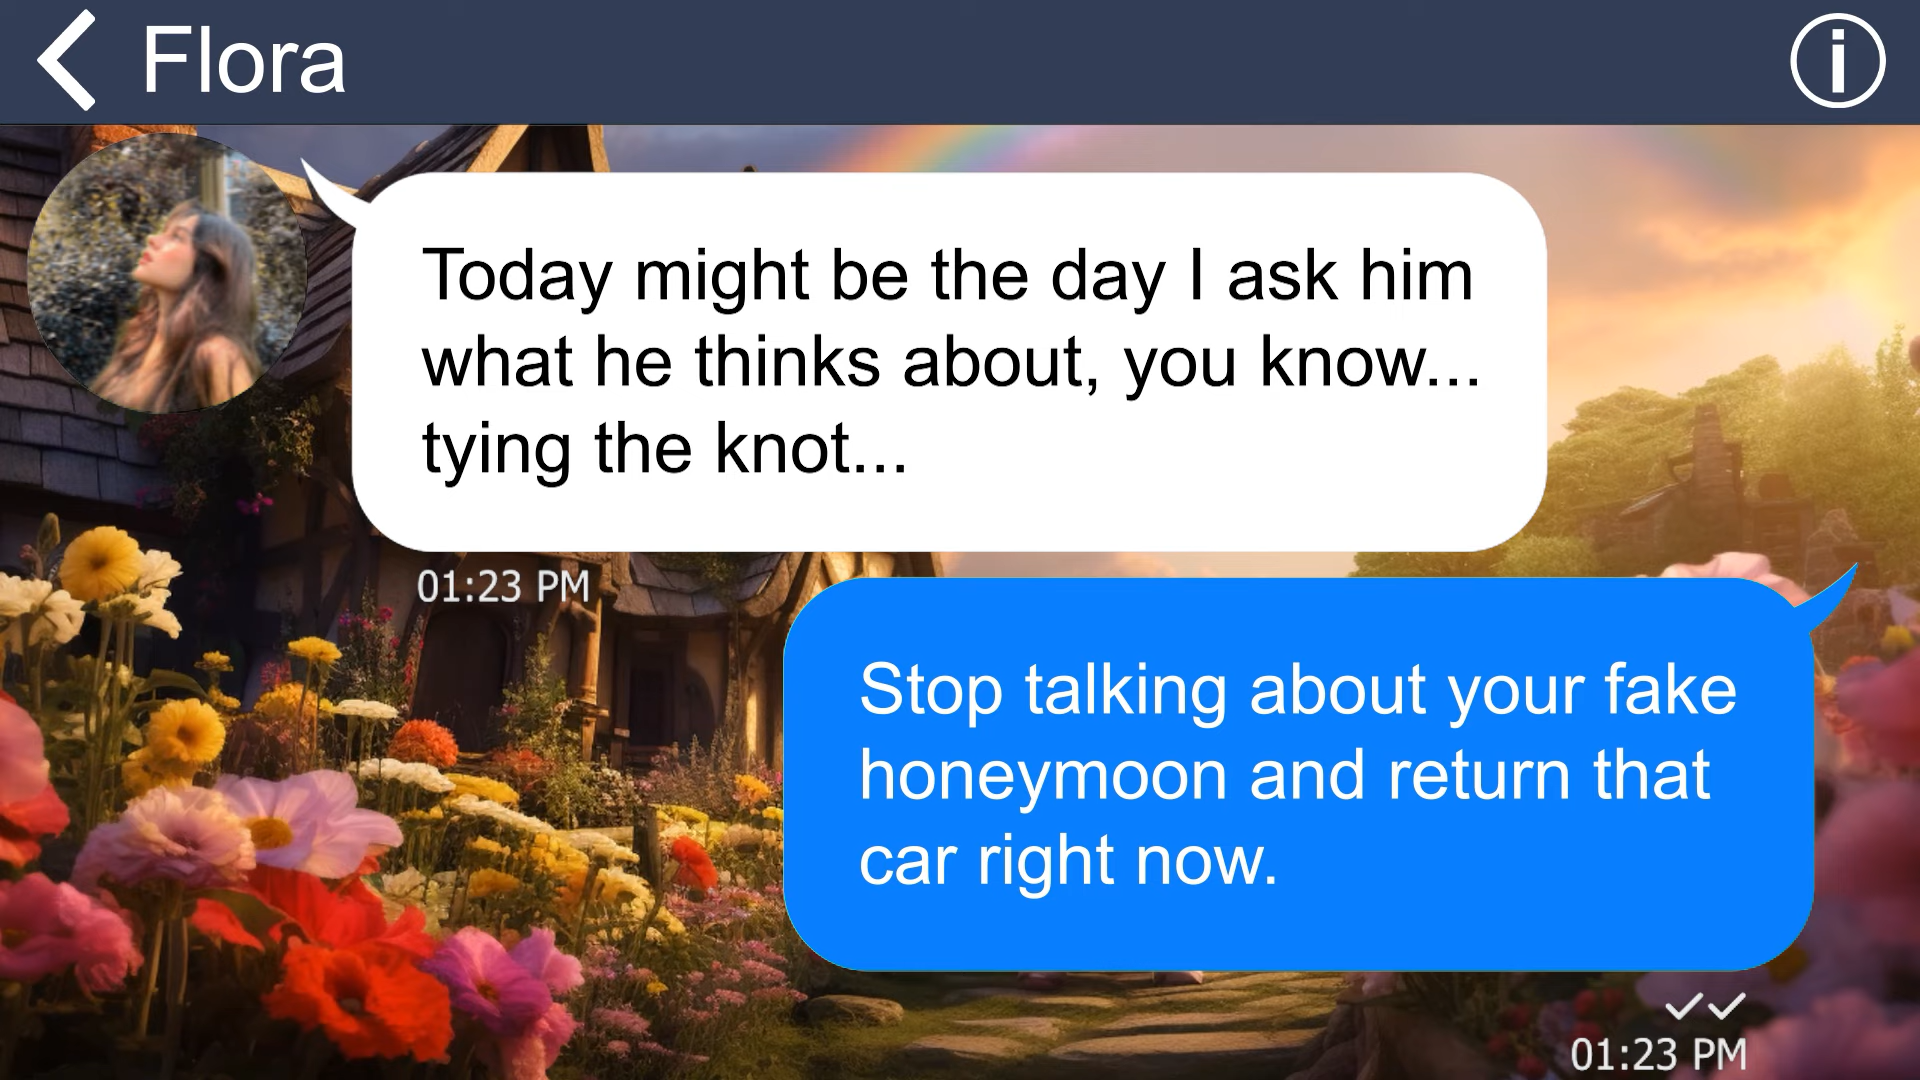 Flora
Today might be the day I ask him
what he thinks about, you know...
tying the knot...
01:23 PM
Stop talking about your fake
honeymoon and return that
car right now.
01:23 PM